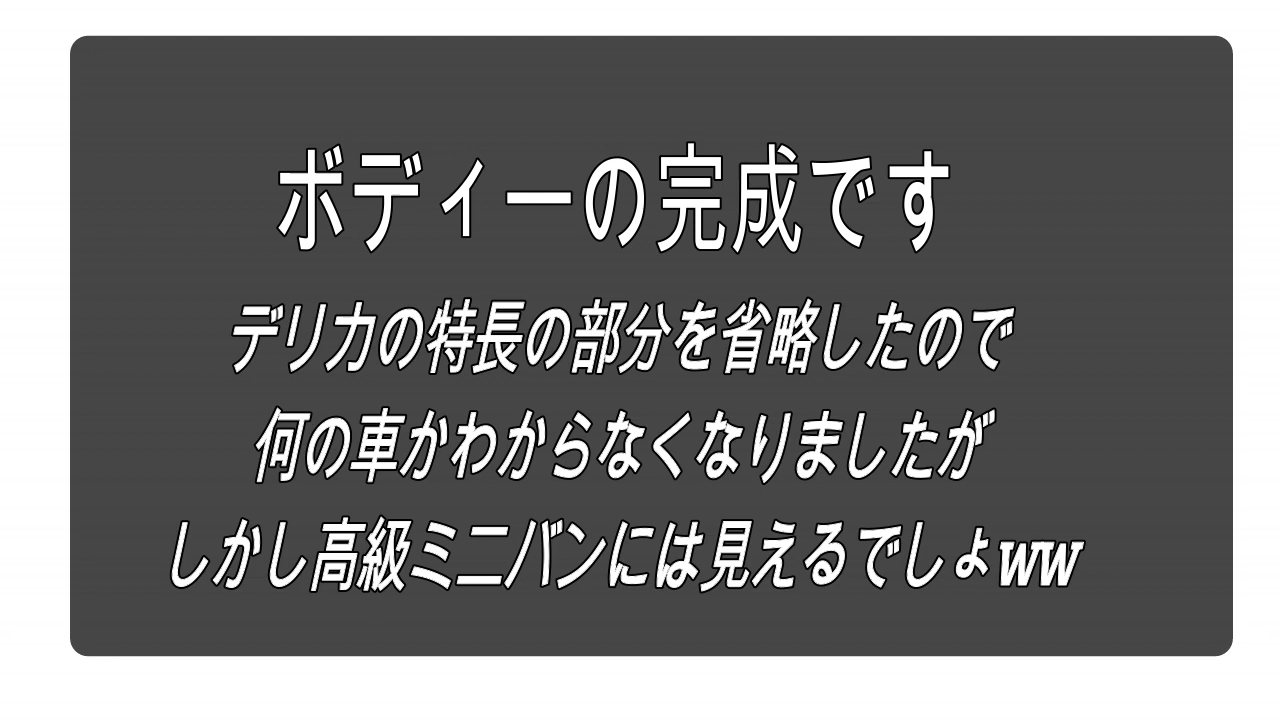 ボディーの完成です
デリカの特長の部分を省略したので
何の車かわからなくなりましたが
しかし高級ミニバンには見えるでしょww